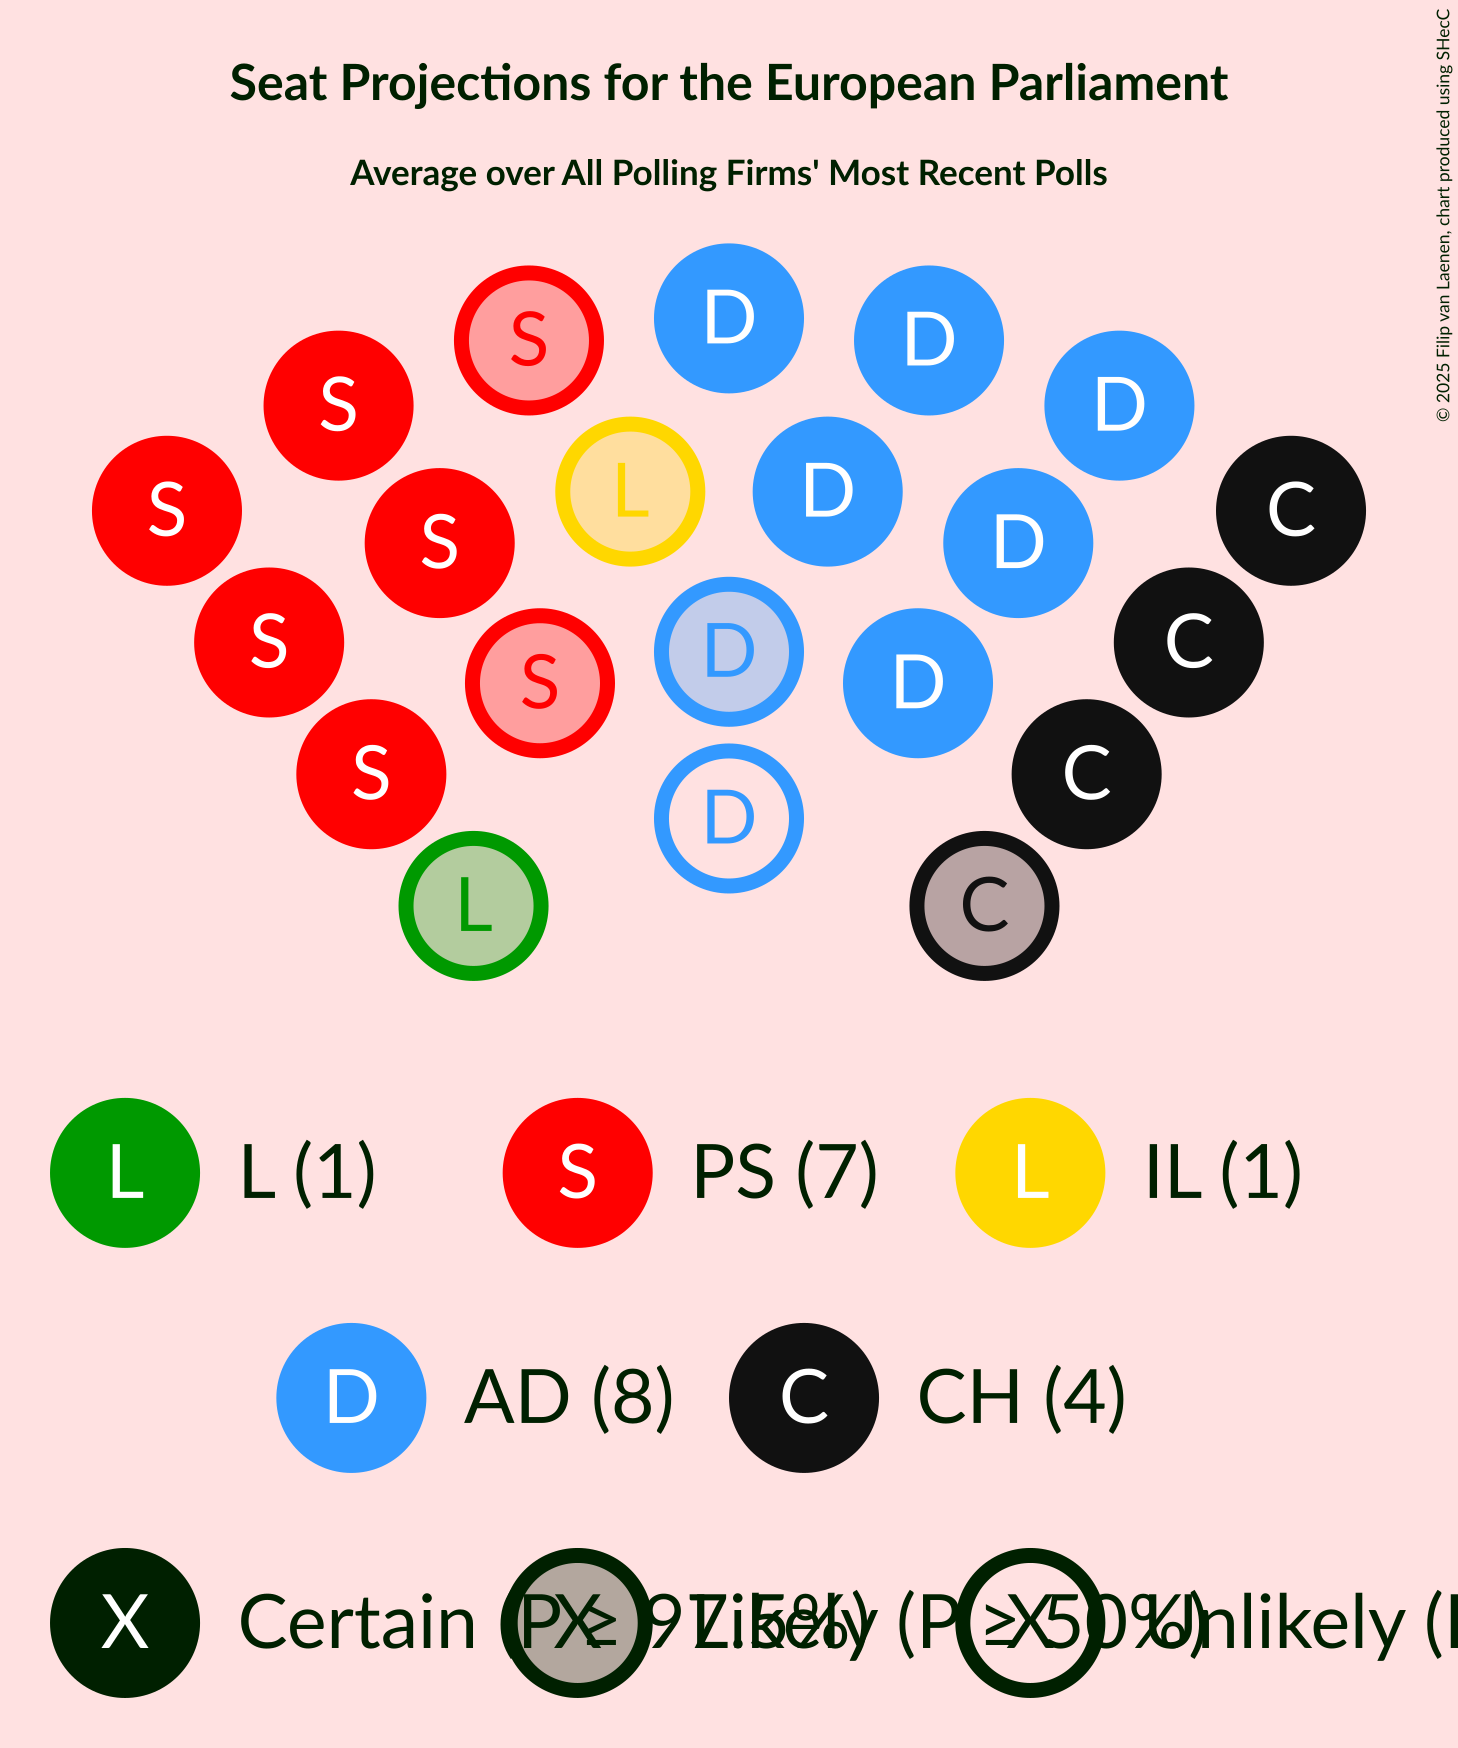 Seat Projections for the European Parliament
Average over All Polling Firms' Most Recent Polls
© 2025 Filip van Laenen, chart produced using SHecC
D
S D
S D
S L D C
S D
S D C
S D
S C
D
L C
L L (1) S PS (7) L IL (1)
D AD (8) C CH (4)
X Certain (P ≥ 97.5%) X Likely (P ≥ 50%) X Unlikely (